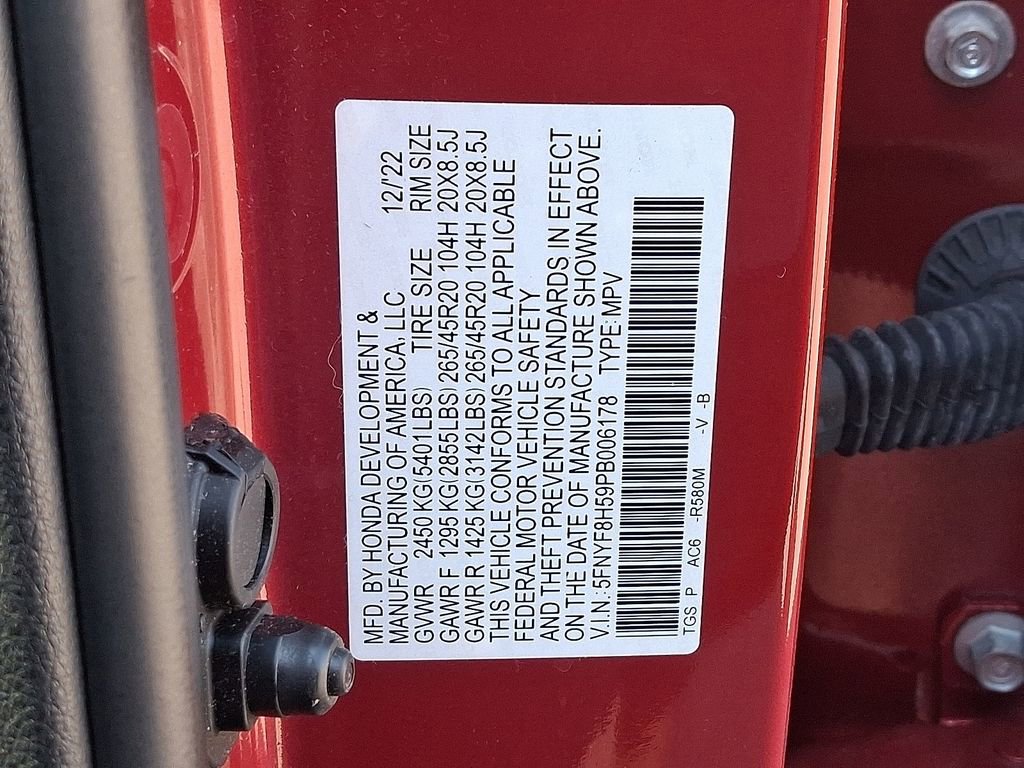 MFD. BY HONDA DEVELOPMENT &
MANUFACTURING OF AMERICA, LLC 12/'22
GVWR 2450 KG(5401LBS) TIRE SIZE RIM SIZE
GAWR F 1295 KG(2855LBS) 265/45R20 104H 20X8.5J
GAWR R 1425 KG(3142LBS) 265/45R20 104H 20X8.5J
THIS VEHICLE CONFORMS TO ALL APPLICABLE
FEDERAL MOTOR VEHICLE SAFETY
AND THEFT PREVENTION STANDARDS IN EFFECT
ON THE DATE OF MANUFACTURE SHOWN ABOVE.
V.I.N.: 5FNYF8H59PB006178 TYPE: MPV
TGS P AC6 -R580M -V -B